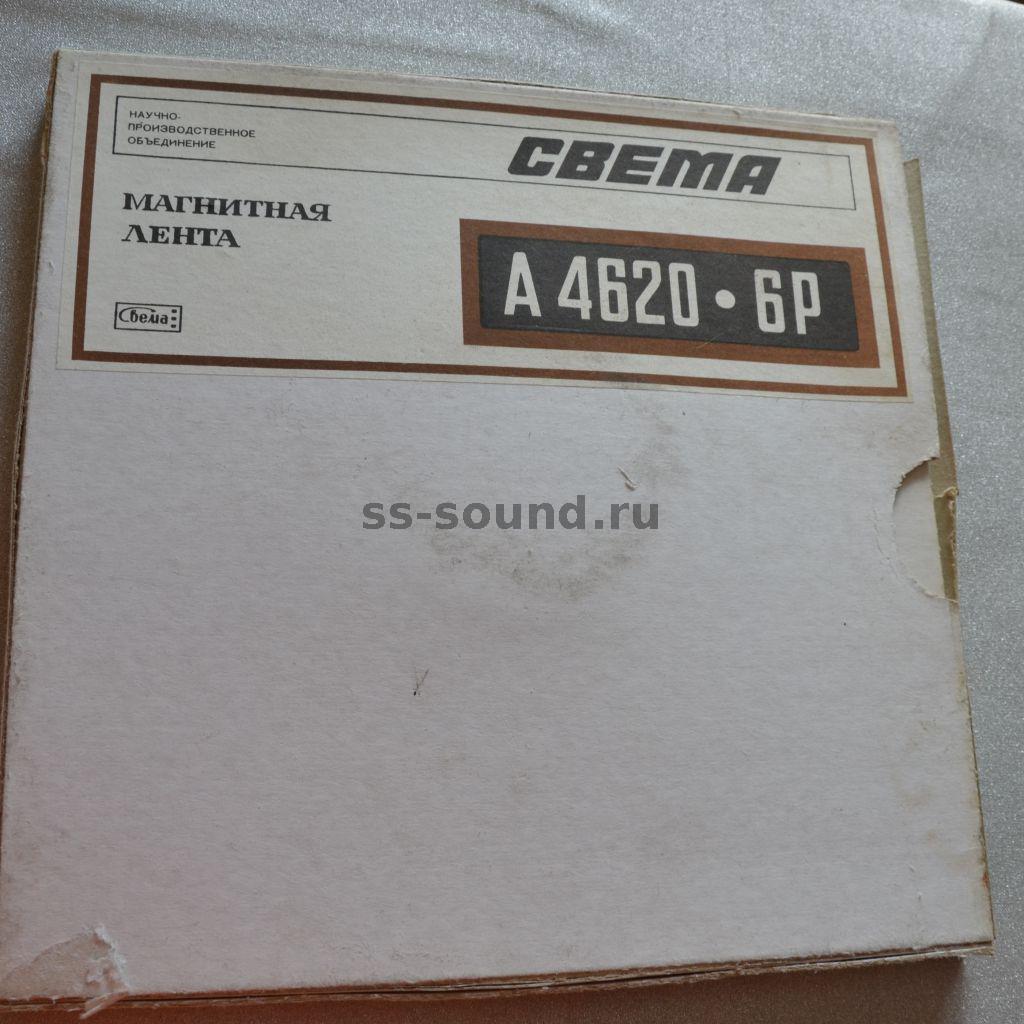 НАУЧНО-
ПРОИЗВОДСТВЕННОЕ
ОБЪЕДИНЕНИЕ
СВЕМА
МАГНИТНАЯ
ЛЕНТА
А 4620 • 6Р
Свема
ss-sound.ru